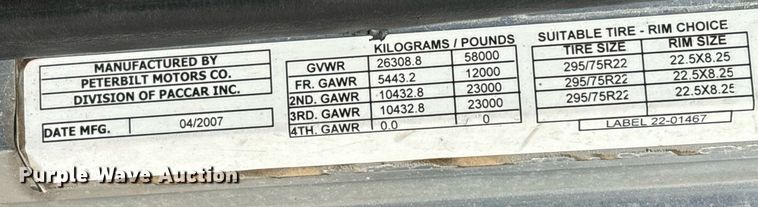 MANUFACTURED BY
PETERBILT MOTORS CO.
DIVISION OF PACCAR INC.
DATE MFG. 04/2007
KILOGRAMS / POUNDS
GVWR 26308.8 58000
FR. GAWR 5443.2 12000
2ND. GAWR 10432.8 23000
3RD. GAWR 10432.8 23000
4TH. GAWR 0.0 0
SUITABLE TIRE - RIM CHOICE
TIRE SIZE RIM SIZE
295/75R22 22.5X8.25
295/75R22 22.5X8.25
295/75R22 22.5X8.25
LABEL 22-01467
Purple Wave Auction